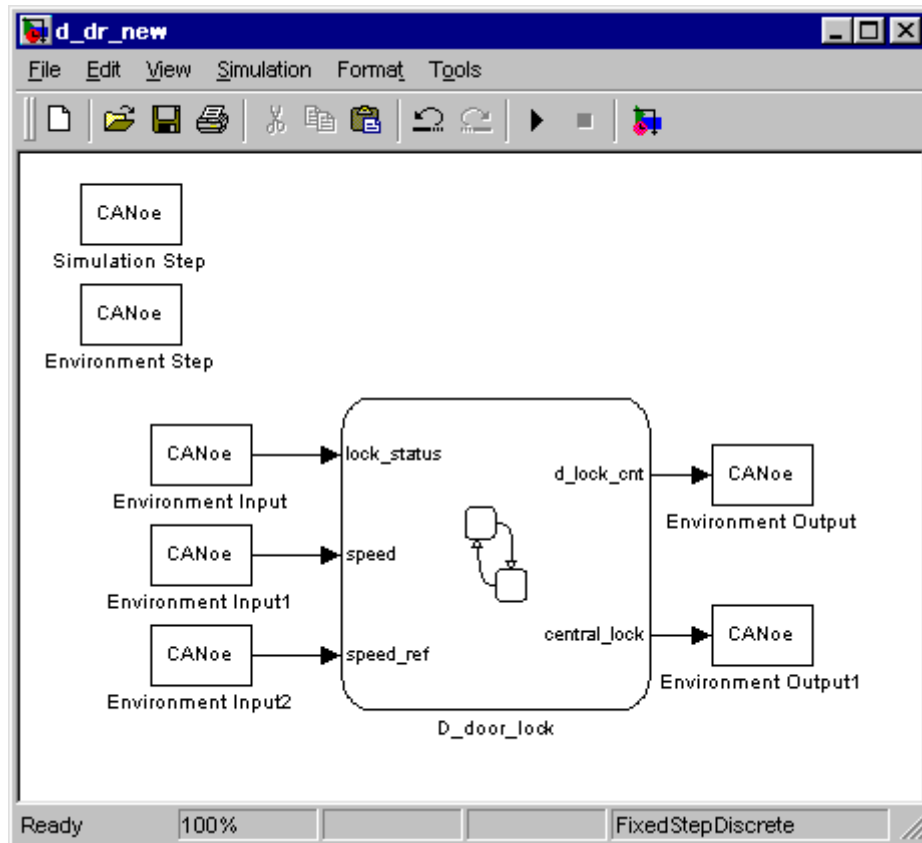 d_dr_new
File Edit View Simulation Format Tools
CANoe
Simulation Step
CANoe
Environment Step
CANoe
Environment Input
CANoe
Environment Input1
CANoe
Environment Input2
lock_status
speed
speed_ref
d_lock_cnt
central_lock
D_door_lock
CANoe
Environment Output
CANoe
Environment Output1
Ready 100% FixedStepDiscrete